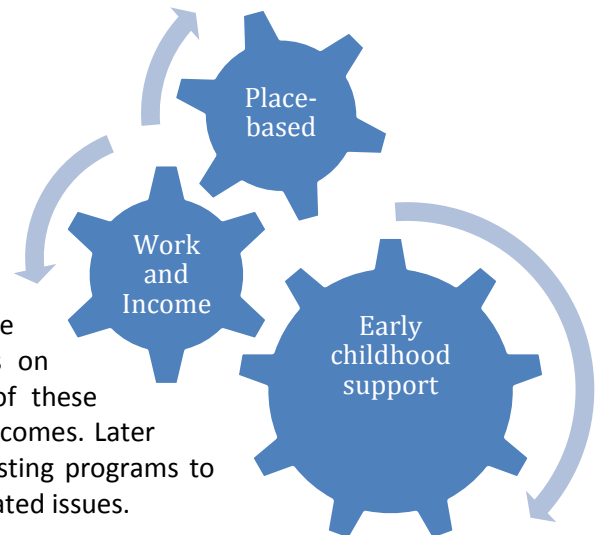 Place-
based
Work
and
Income
Early
childhood
support
on
of these
comes. Later
sting programs to
ated issues.